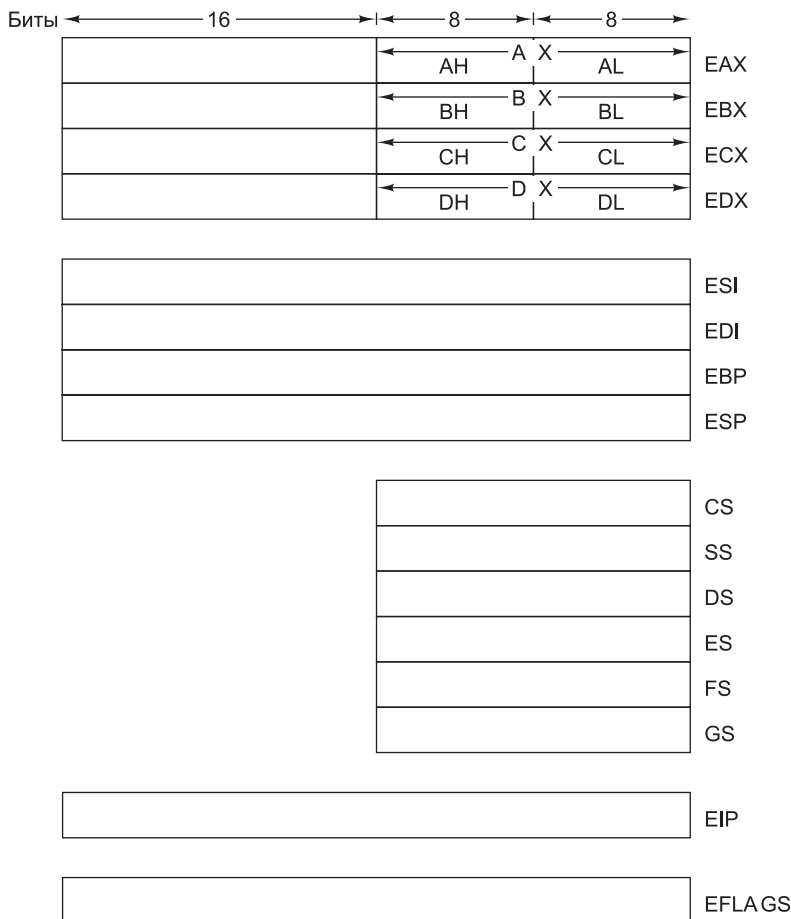 Биты 16 8 8
A X
AH AL EAX
B X
BH BL EBX
C X
CH CL ECX
D X
DH DL EDX
ESI
EDI
EBP
ESP
CS
SS
DS
ES
FS
GS
EIP
EFLAGS